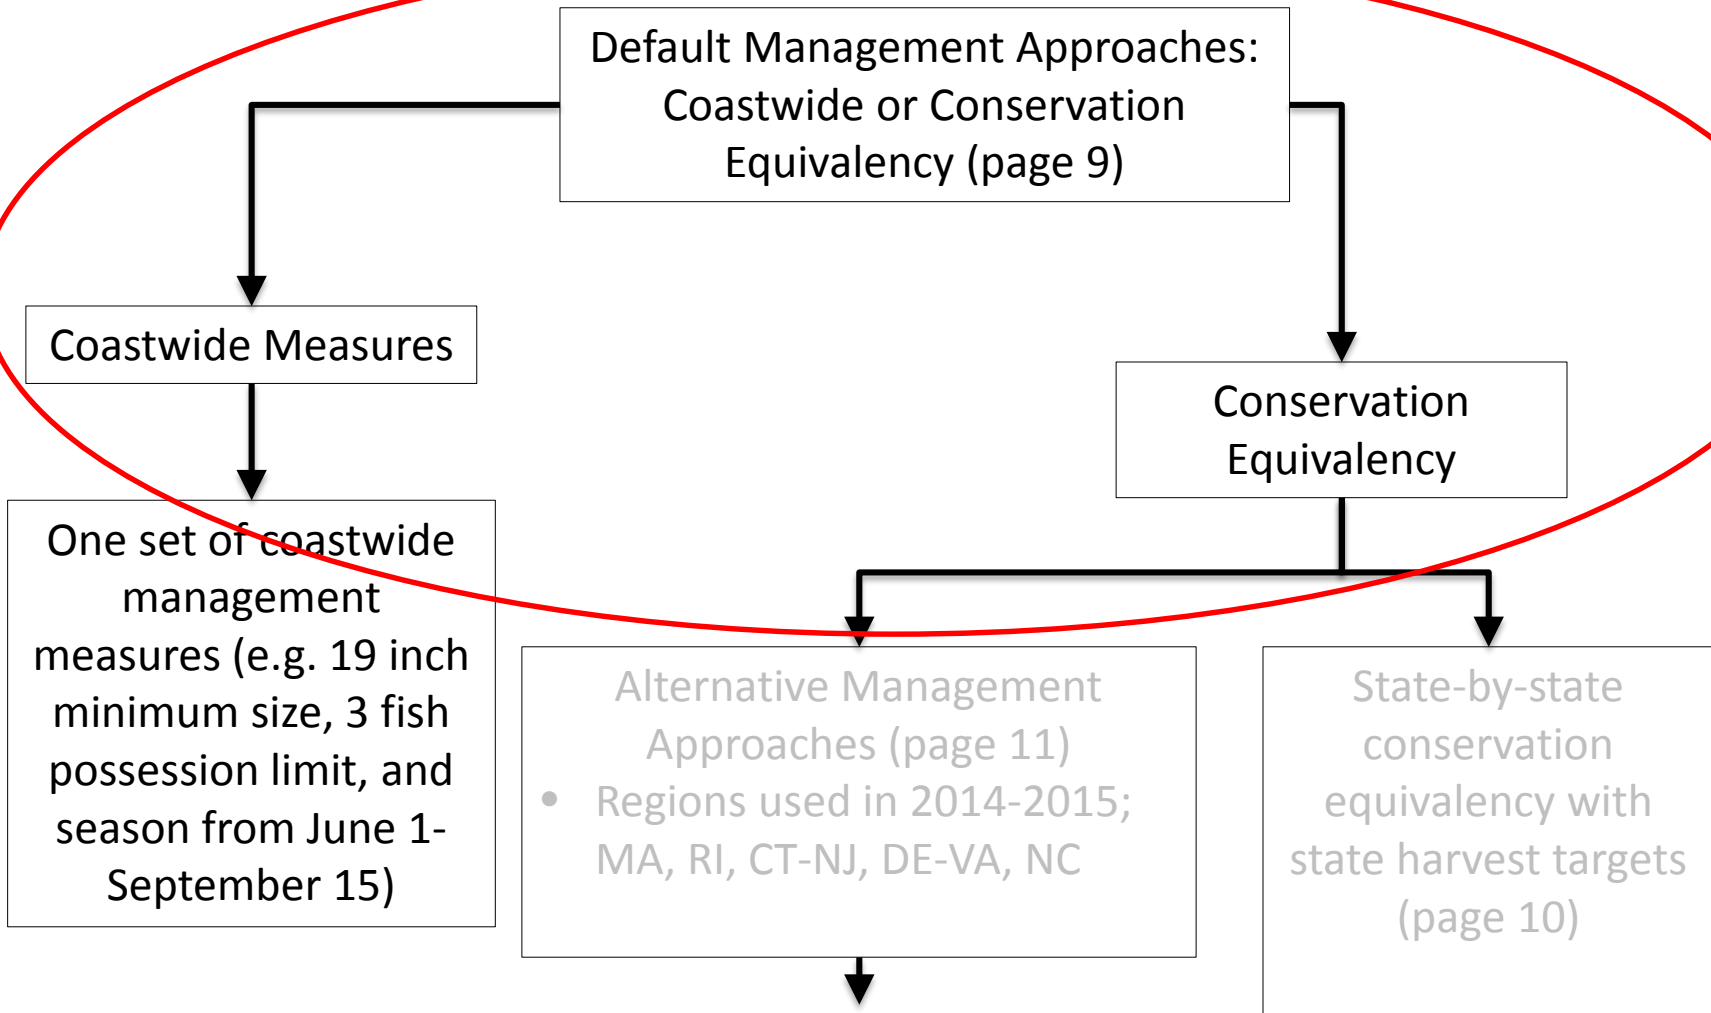 Default Management Approaches:
Coastwide or Conservation
Equivalency (page 9)
Coastwide Measures
Conservation
Equivalency
One set of coastwide
management
measures (e.g. 19 inch
minimum size, 3 fish
possession limit, and
season from June 1-
September 15)
Alternative Management
Approaches (page 11)
• Regions used in 2014-2015;
MA, RI, CT-NJ, DE-VA, NC
State-by-state
conservation
equivalency with
state harvest targets
(page 10)